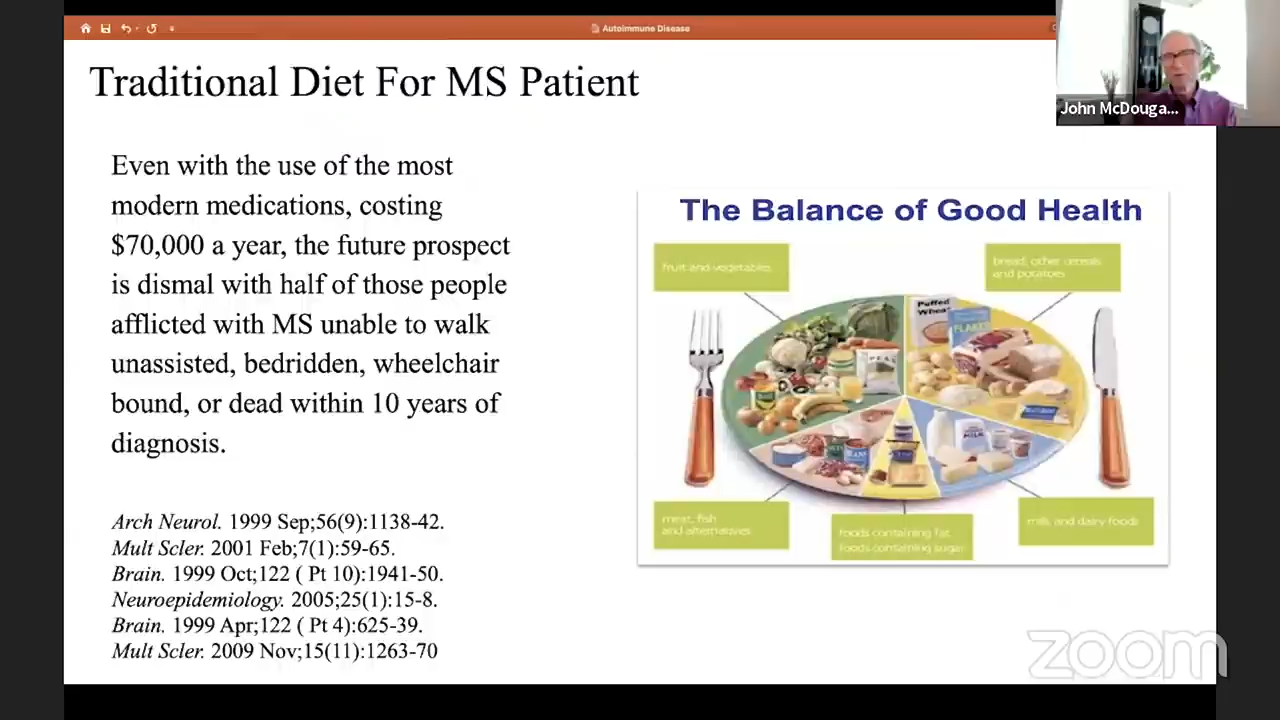 Autoimmune Disease
John McDouga...
Traditional Diet For MS Patient
Even with the use of the most
modern medications, costing
$70,000 a year, the future prospect
is dismal with half of those people
afflicted with MS unable to walk
unassisted, bedridden, wheelchair
bound, or dead within 10 years of
diagnosis.
Arch Neurol. 1999 Sep;56(9):1138-42.
Mult Scler. 2001 Feb;7(1):59-65.
Brain. 1999 Oct;122 ( Pt 10):1941-50.
Neuroepidemiology. 2005;25(1):15-8.
Brain. 1999 Apr;122 ( Pt 4):625-39.
Mult Scler. 2009 Nov;15(11):1263-70
The Balance of Good Health
fruit and vegetables
bread, other cereals
and potatoes
Puffed
Wheat
FLAKES
PEAS
BEANS
MILK
meat, fish
and alternatives
foods containing fat
foods containing sugar
milk and dairy foods
zoom